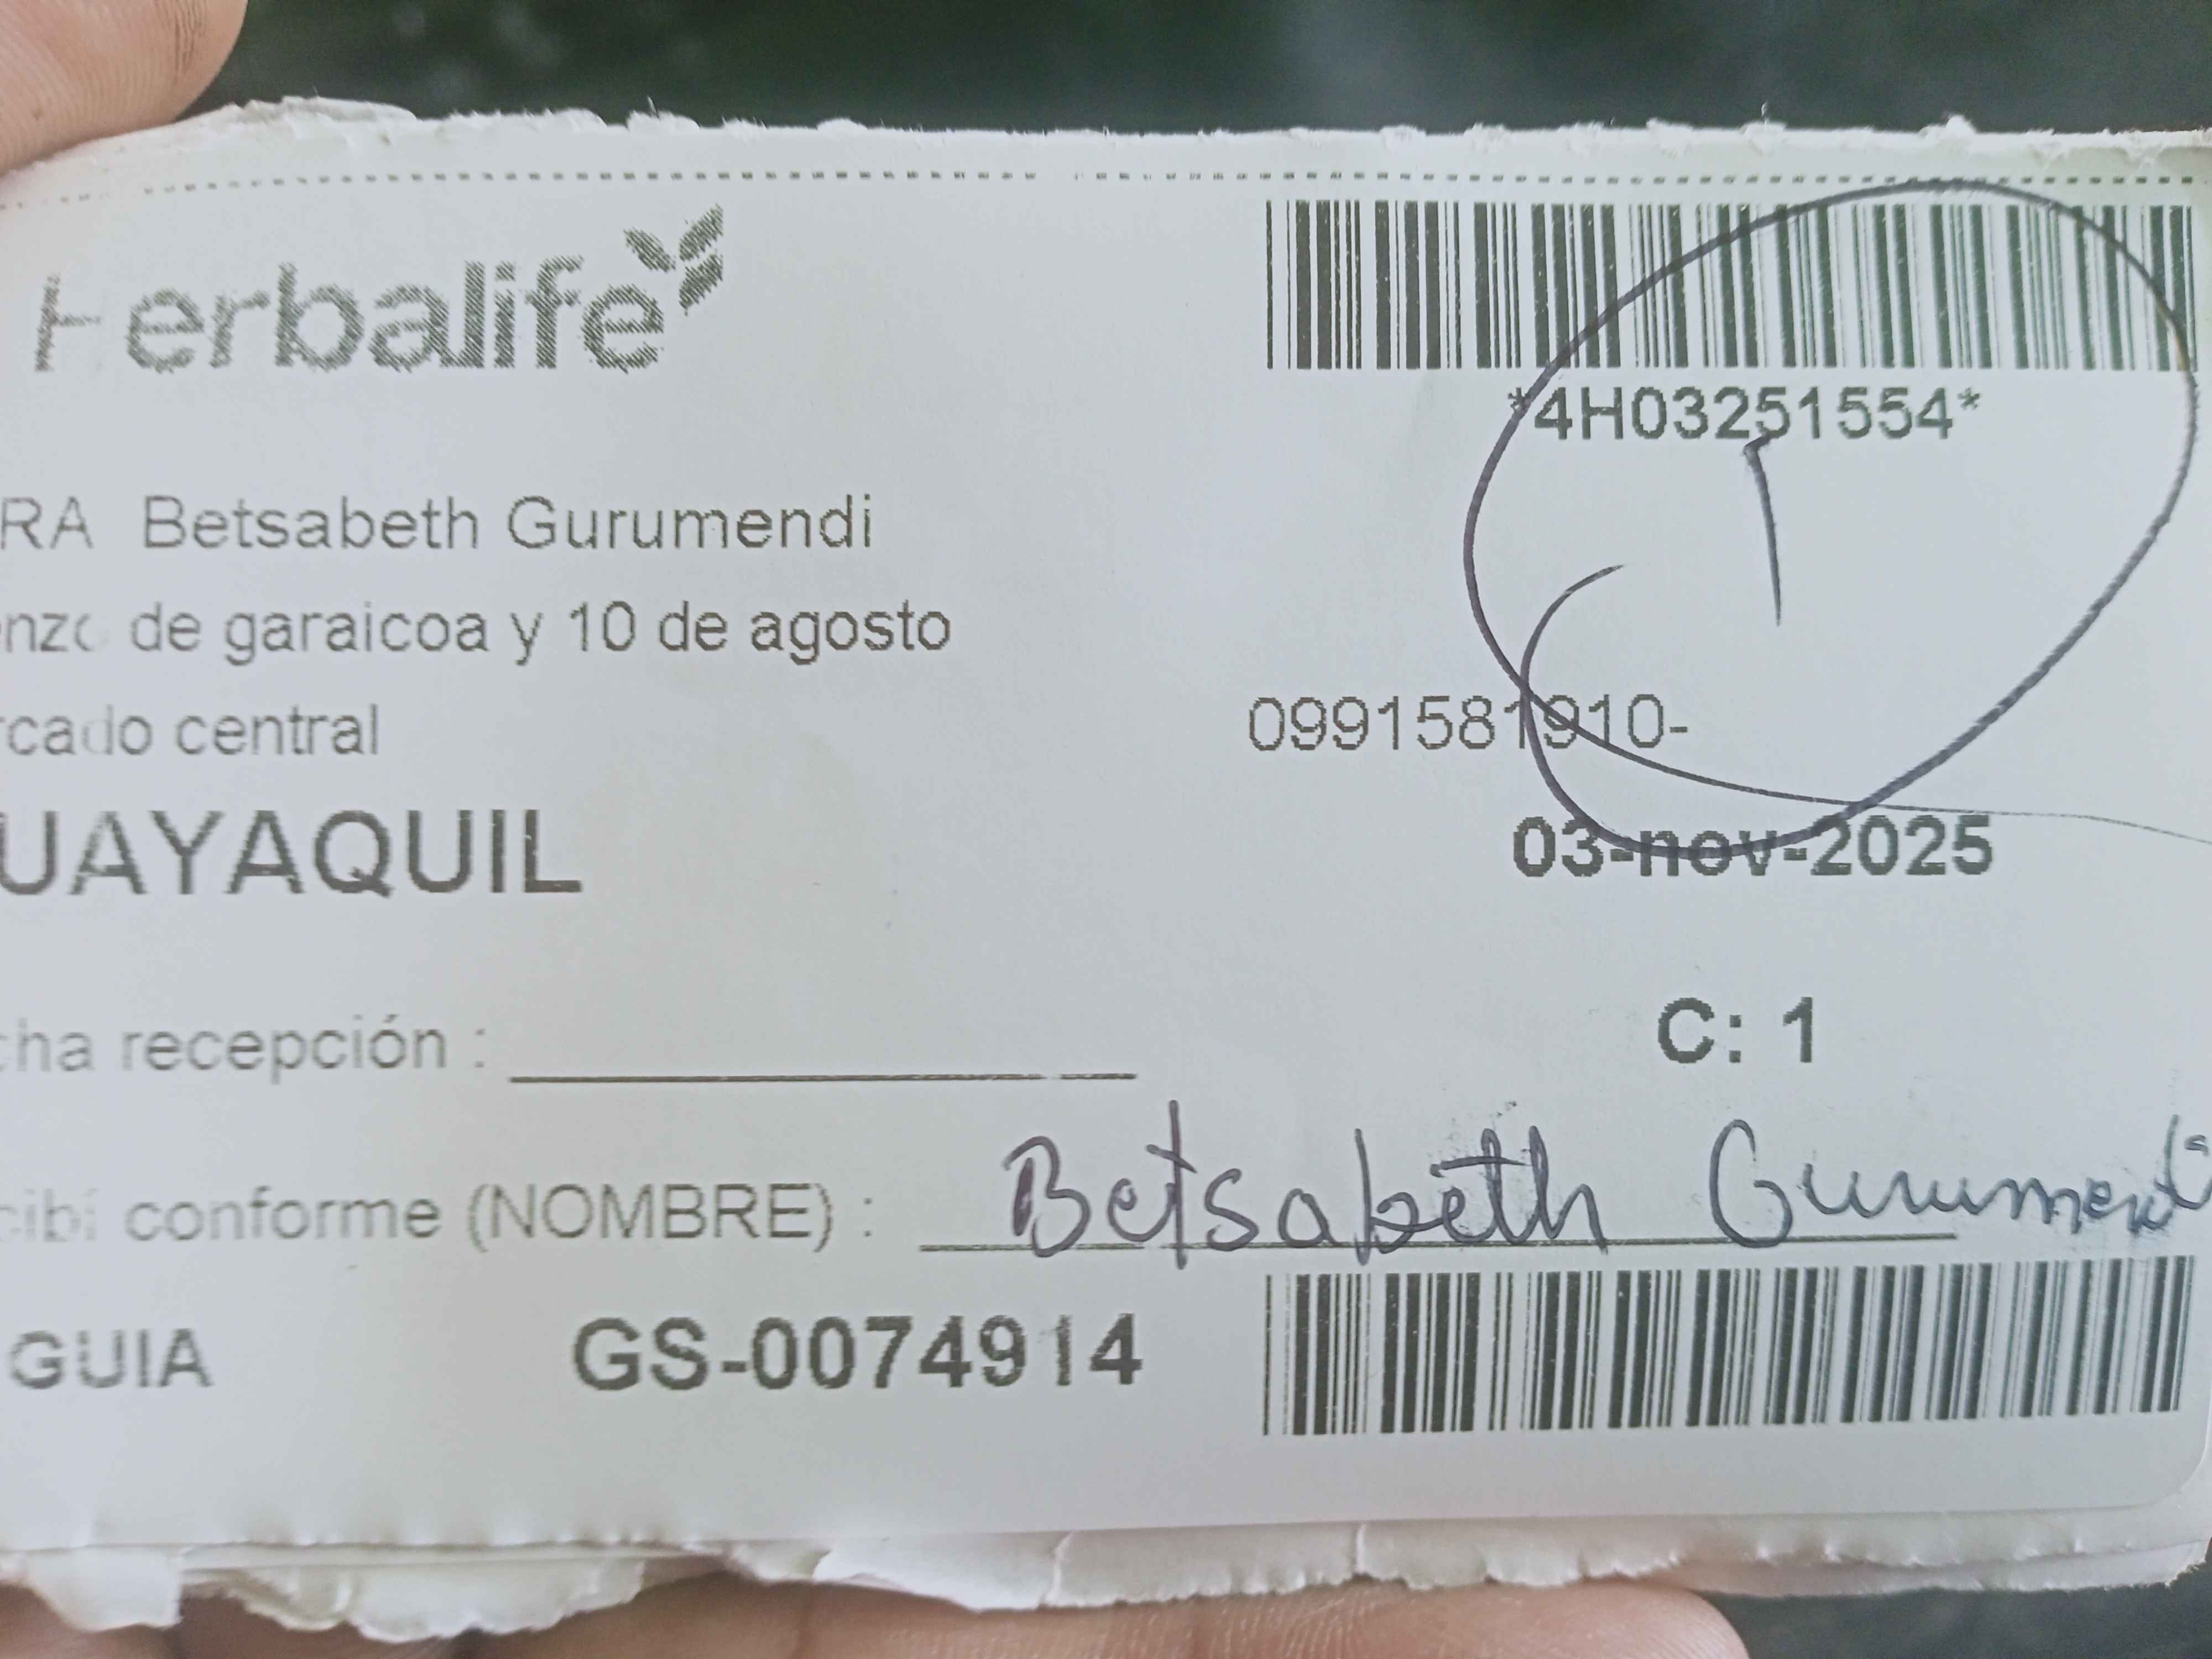 Herbalife
*4H03251554*
RA Betsabeth Gurumendi
nzo de garaicoa y 10 de agosto
rcado central
0991581910-
UAYAQUIL
03-nov-2025
C: 1
cha recepción :
cibí conforme (NOMBRE) : Betsabeth Gurumendi
GUIA GS-0074914